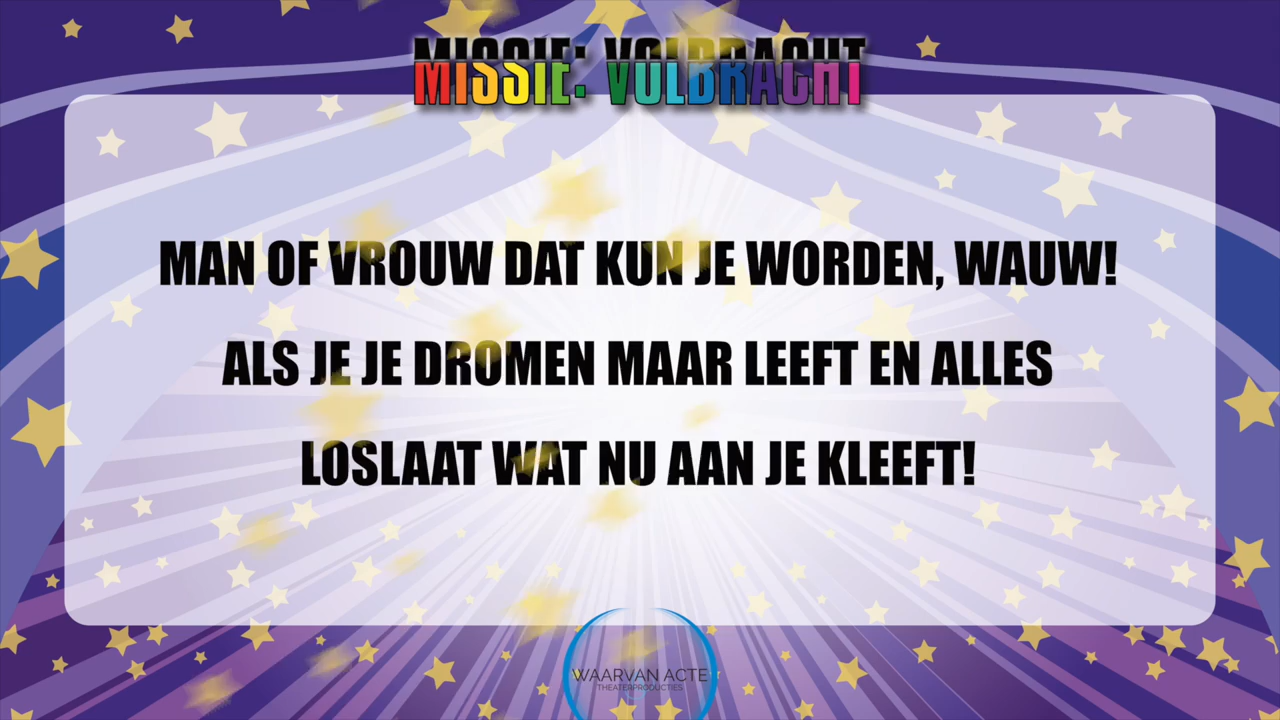 MISSIE: VOLBRACHT
MAN OF VROUW DAT KUN JE WORDEN, WAUW!
ALS JE JE DROMEN MAAR LEEFT EN ALLES
LOSLAAT WAT NU AAN JE KLEEFT!
WAARVAN ACTE
THEATERPRODUCTIES